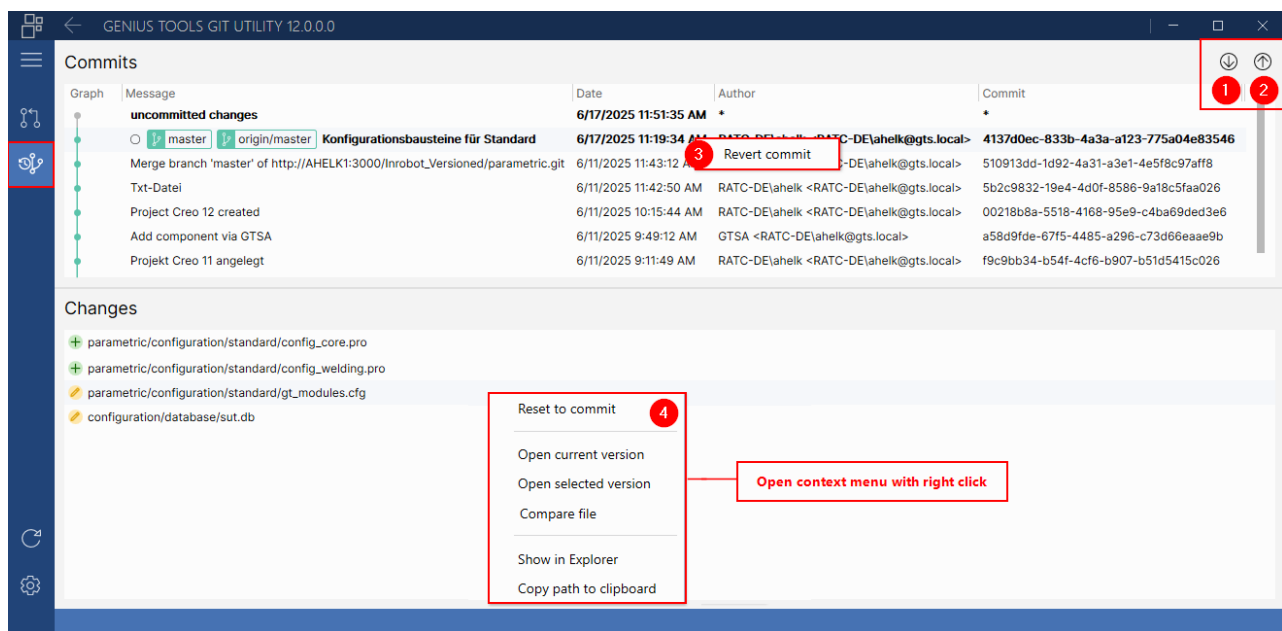 GENIUS TOOLS GIT UTILITY 12.0.0.0
Commits
1 2
Graph Message Date Author Commit
uncommitted changes 6/17/2025 11:51:35 AM * *
master origin/master Konfigurationsbausteine für Standard 6/17/2025 11:19:34 AM RATC-DE\ahelk <RATC-DE\ahelk@gts.local> 4137d0ec-833b-4a3a-a123-775a04e83546
3 Revert commit
Merge branch 'master' of http://AHELK1:3000/Inrobot_Versioned/parametric.git 6/11/2025 11:43:12 C-DE\ahelk@gts.local> 510913dd-1d92-4a31-a3e1-4e5f8c97aff8
Txt-Datei 6/11/2025 11:42:50 AM RATC-DE\ahelk <RATC-DE\ahelk@gts.local> 5b2c9832-19e4-4d0f-8586-9a18c5faa026
Project Creo 12 created 6/11/2025 10:15:44 AM RATC-DE\ahelk <RATC-DE\ahelk@gts.local> 00218b8a-5518-4168-95e9-c4ba69ded3e6
Add component via GTSA 6/11/2025 9:49:12 AM GTSA <RATC-DE\ahelk@gts.local> a58d9fde-67f5-4485-a296-c73d66eaae9b
Projekt Creo 11 angelegt 6/11/2025 9:11:49 AM RATC-DE\ahelk <RATC-DE\ahelk@gts.local> f9c9bb34-b54f-4cf6-b907-b51d5415c026
Changes
parametric/configuration/standard/config_core.pro
parametric/configuration/standard/config_welding.pro
parametric/configuration/standard/gt_modules.cfg
configuration/database/sut.db
Reset to commit 4
Open current version
Open selected version
Compare file
Show in Explorer
Copy path to clipboard
Open context menu with right click